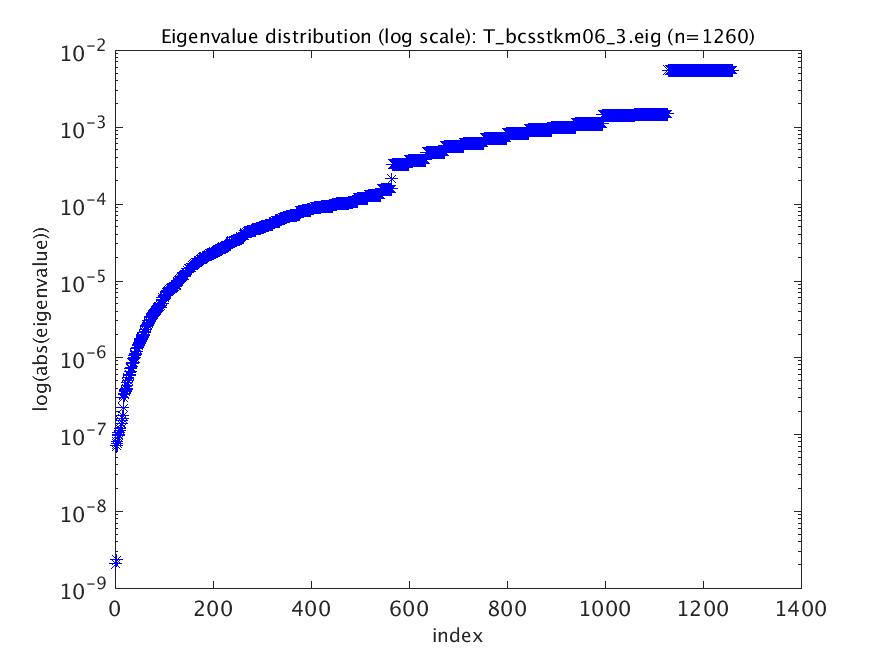 Eigenvalue distribution (log scale): T_bcsstkm06_3.eig (n=1260)
10^-2
10^-3
10^-4
10^-5
10^-6
10^-7
10^-8
10^-9
log(abs(eigenvalue))
0 200 400 600 800 1000 1200 1400
index